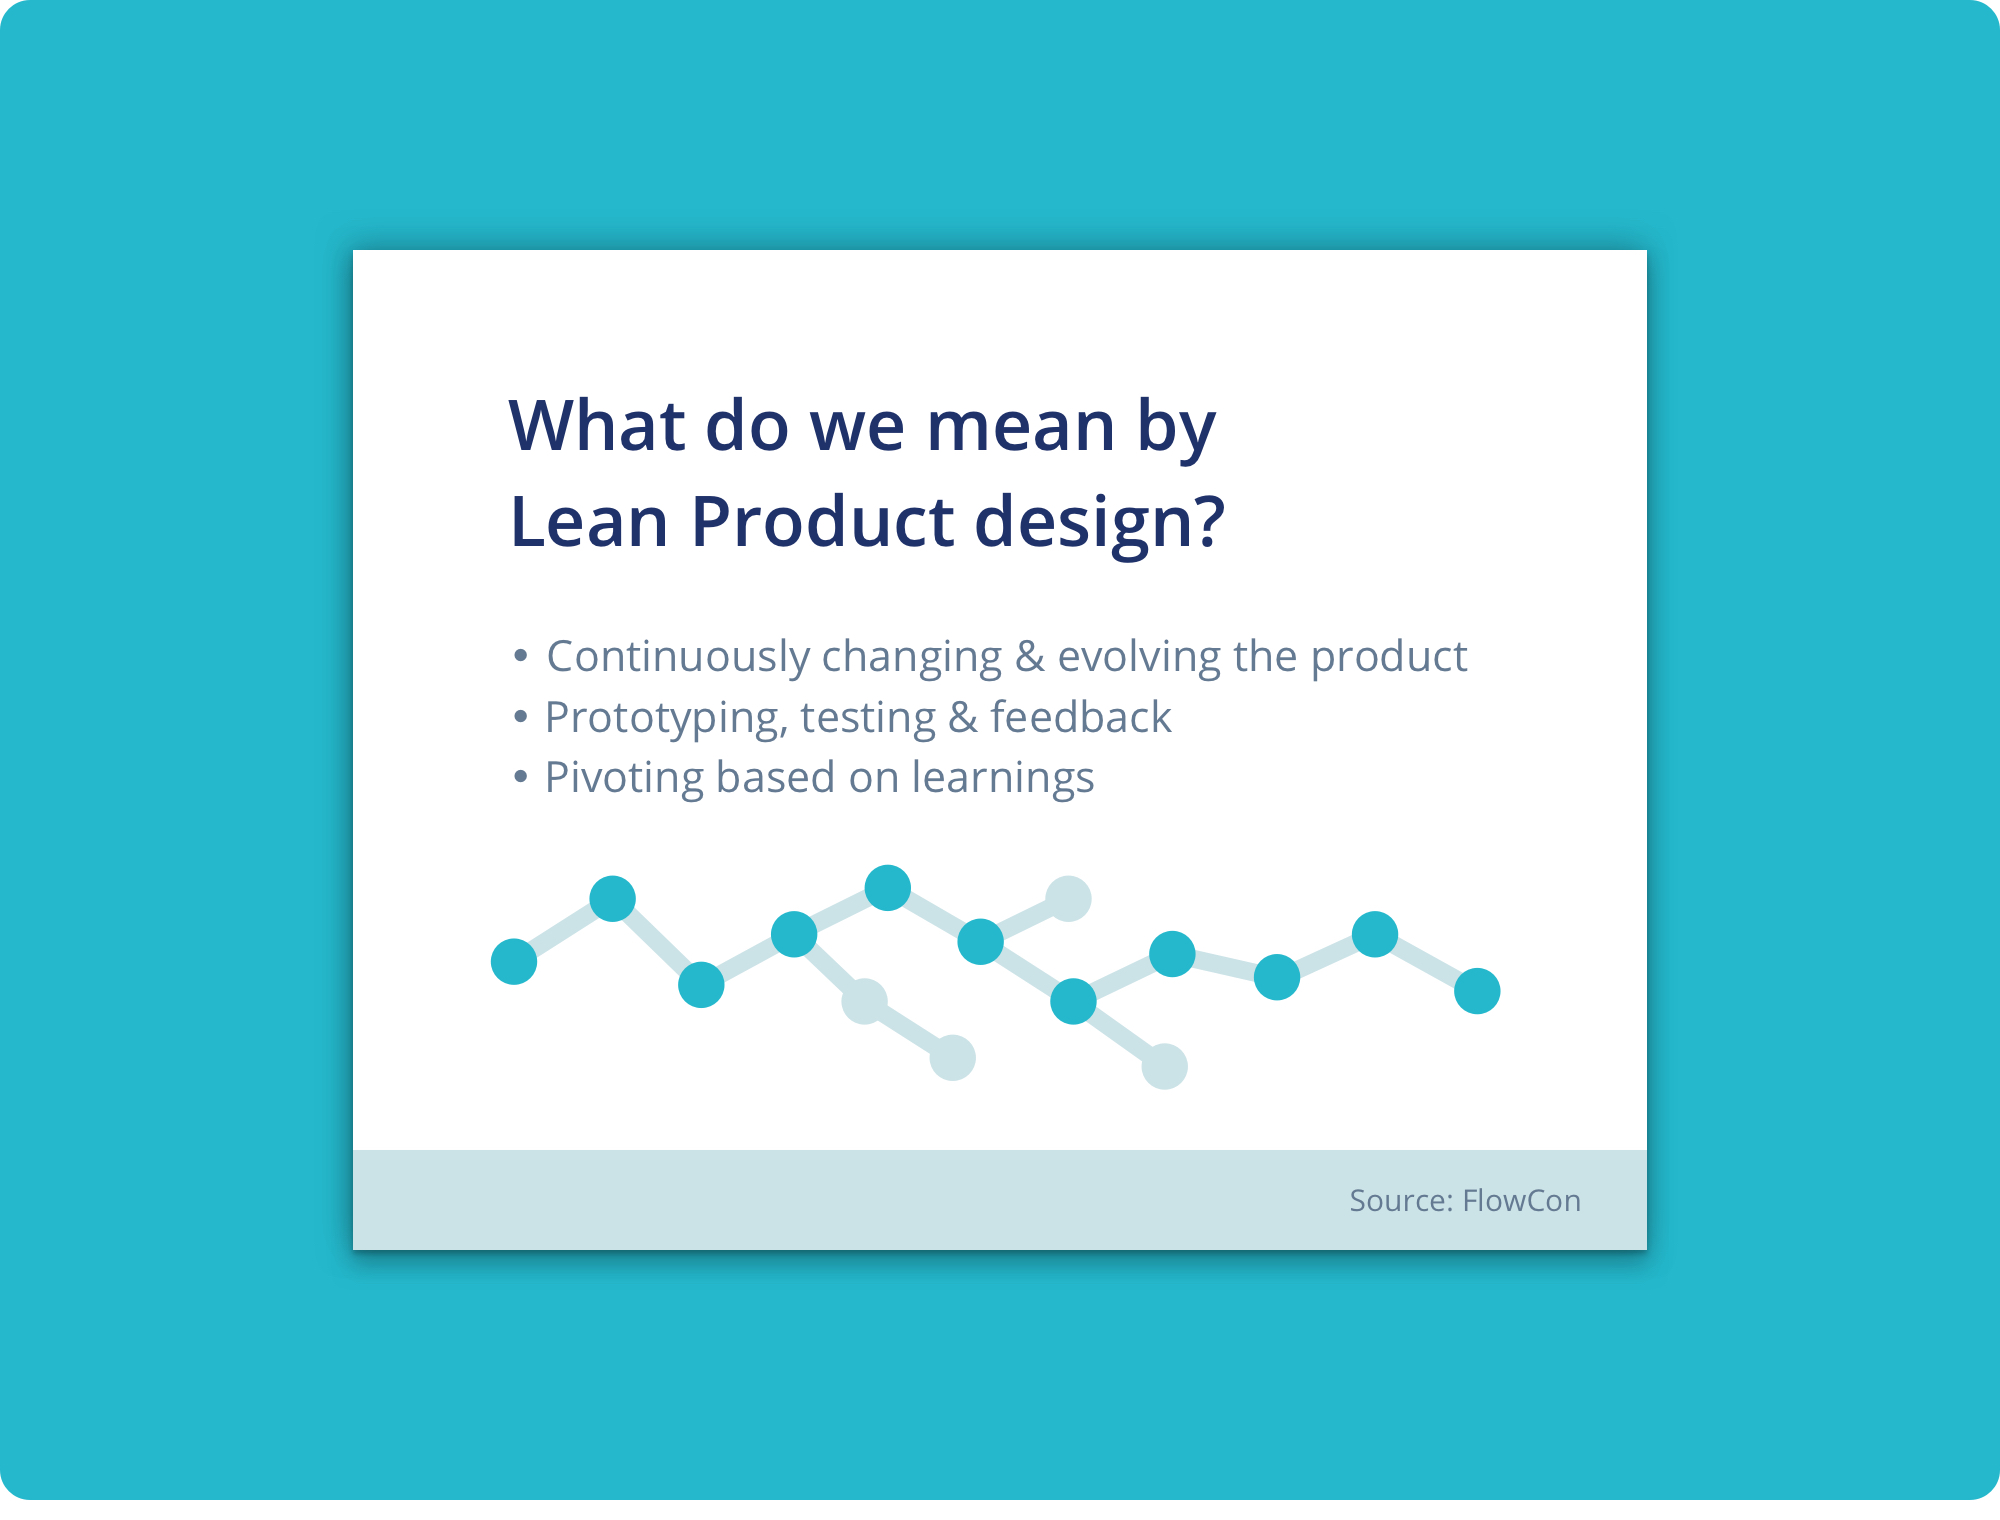 What do we mean by
Lean Product design?
• Continuously changing & evolving the product
• Prototyping, testing & feedback
• Pivoting based on learnings
Source: FlowCon